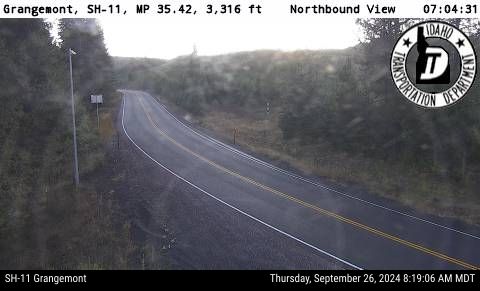 Grangemont, SH-11, MP 35.42, 3,316 ft Northbound View 07:04:31
IDAHO
TRANSPORTATION DEPARTMENT
SH-11 Grangemont Thursday, September 26, 2024 8:19:06 AM MDT